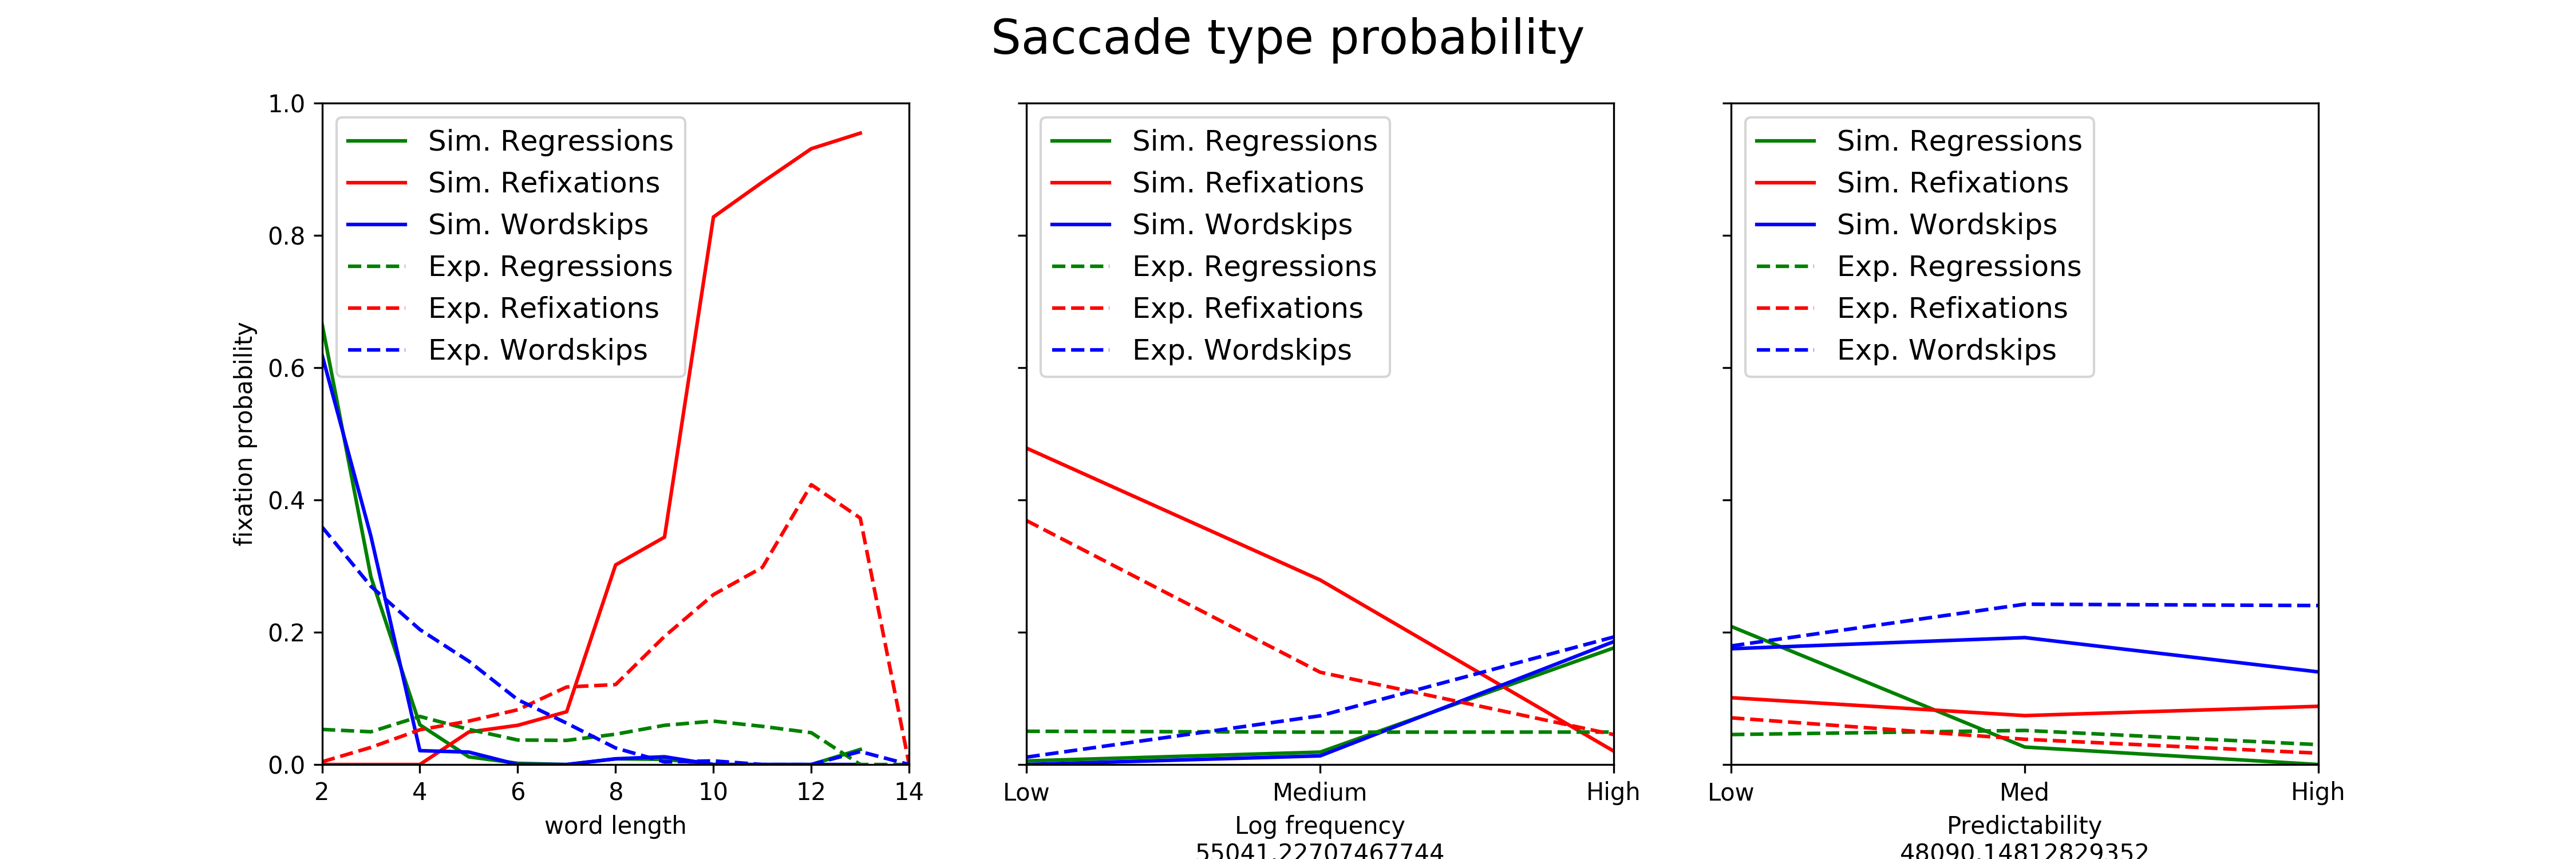 Saccade type probability
1.0
0.8
0.6
0.4
0.2
0.0
fixation probability
Sim. Regressions
Sim. Refixations
Sim. Wordskips
Exp. Regressions
Exp. Refixations
Exp. Wordskips
2 4 6 8 10 12 14
word length
Sim. Regressions
Sim. Refixations
Sim. Wordskips
Exp. Regressions
Exp. Refixations
Exp. Wordskips
Low Medium High
Log frequency
55041.22707467744
Sim. Regressions
Sim. Refixations
Sim. Wordskips
Exp. Regressions
Exp. Refixations
Exp. Wordskips
Low Med High
Predictability
48090.14812829352